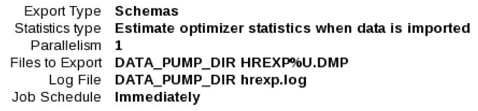 Export Type Schemas
Statistics type Estimate optimizer statistics when data is imported
Parallelism 1
Files to Export DATA_PUMP_DIR HREXP%U.DMP
Log File DATA_PUMP_DIR hrexp.log
Job Schedule Immediately